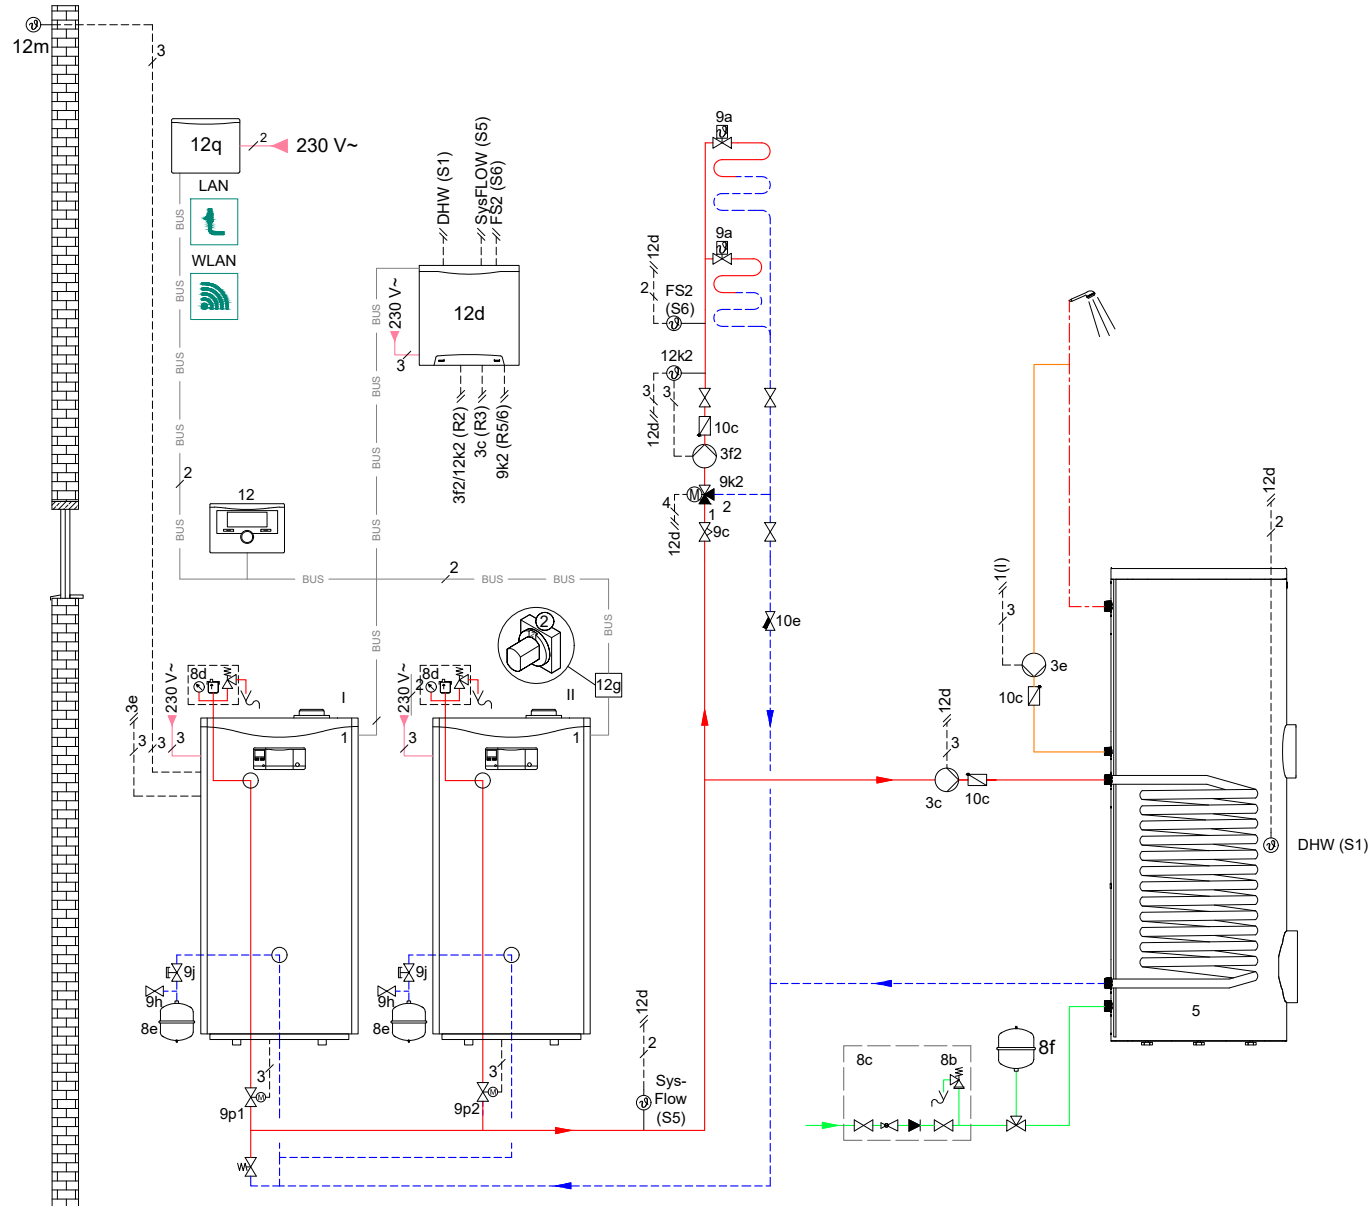 12m
3
12q
2
230 V~
LAN
WLAN
BUS
BUS
BUS
BUS
BUS
2
12
DHW (S1)
SysFLOW (S5)
FS2 (S6)
12d
230 V~
3
BUS
BUS
BUS
BUS
BUS
3f2/12k2 (R2)
3c (R3)
9k2 (R5/6)
BUS
2
BUS
BUS
BUS
2
12g
9a
9a
12d
2
FS2
(S6)
12k2
3
3
12d
10c
3f2
9k2
M
4
2
1
12d
9c
10e
3e
3
3
230 V~
3
8d
I
1
230 V~
2
3
8d
II
1
9j
9h
8e
3
M
9p1
9j
9h
8e
3
M
9p2
12d
2
Sys-
Flow
(S5)
12d
3
3c
10c
1(I)
3
3e
10c
12d
2
DHW (S1)
5
8c
8b
8f